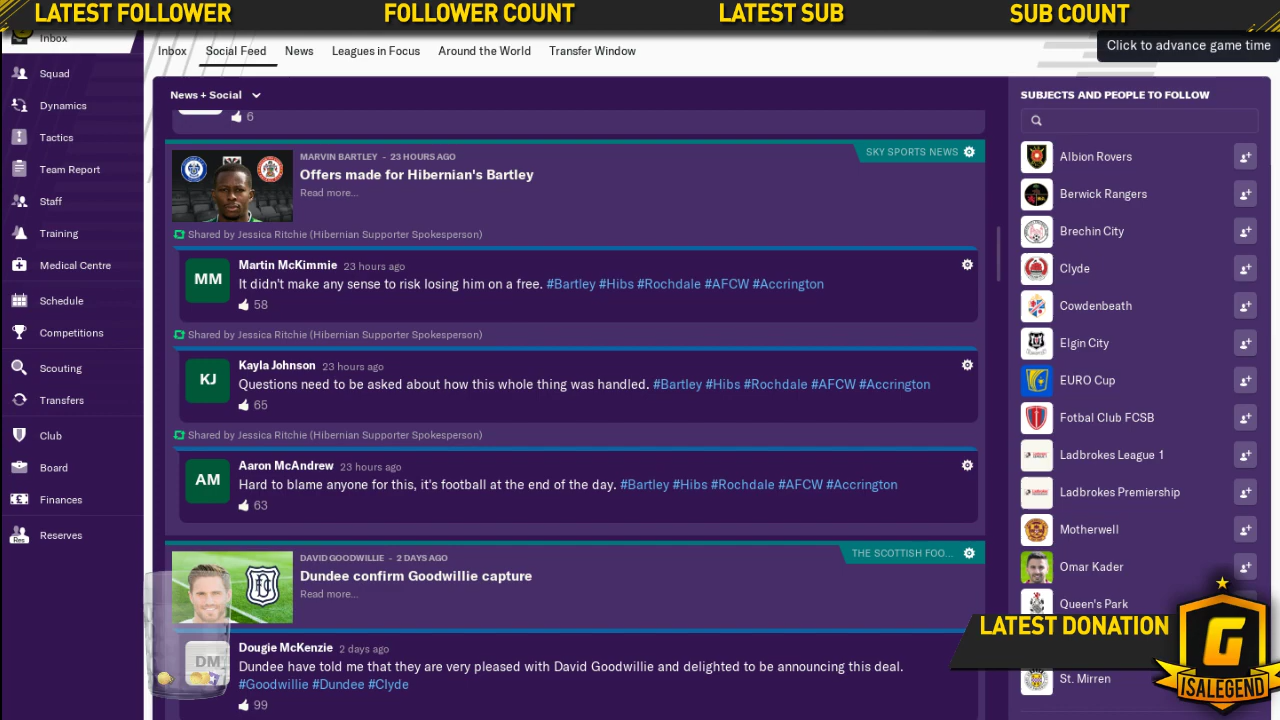 LATEST FOLLOWER
FOLLOWER COUNT
LATEST SUB
SUB COUNT
Inbox
Inbox
Social Feed
News
Leagues in Focus
Around the World
Transfer Window
Click to advance game time
Squad
Dynamics
Tactics
Team Report
Staff
Training
Medical Centre
Schedule
Competitions
Scouting
Transfers
Club
Board
Finances
Res
Reserves
News + Social
6
MARVIN BARTLEY - 23 HOURS AGO
SKY SPORTS NEWS
Offers made for Hibernian's Bartley
Read more...
Shared by Jessica Ritchie (Hibernian Supporter Spokesperson)
MM
Martin McKimmie 23 hours ago
It didn't make any sense to risk losing him on a free. #Bartley #Hibs #Rochdale #AFCW #Accrington
58
Shared by Jessica Ritchie (Hibernian Supporter Spokesperson)
KJ
Kayla Johnson 23 hours ago
Questions need to be asked about how this whole thing was handled. #Bartley #Hibs #Rochdale #AFCW #Accrington
65
Shared by Jessica Ritchie (Hibernian Supporter Spokesperson)
AM
Aaron McAndrew 23 hours ago
Hard to blame anyone for this, it's football at the end of the day. #Bartley #Hibs #Rochdale #AFCW #Accrington
63
DAVID GOODWILLIE - 2 DAYS AGO
THE SCOTTISH FOO...
Dundee confirm Goodwillie capture
Read more...
DM
Dougie McKenzie 2 days ago
Dundee have told me that they are very pleased with David Goodwillie and delighted to be announcing this deal.
#Goodwillie #Dundee #Clyde
99
SUBJECTS AND PEOPLE TO FOLLOW
Albion Rovers
Berwick Rangers
Brechin City
Clyde
Cowdenbeath
Elgin City
EURO Cup
Fotbal Club FCSB
Ladbrokes League 1
Ladbrokes Premiership
Motherwell
Omar Kader
Queen's Park
LATEST DONATION
St. Mirren
G
ISALEGEND